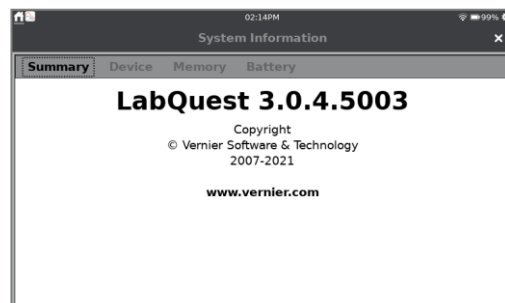 02:14PM
99%
System Information
×
Summary Device Memory Battery
LabQuest 3.0.4.5003
Copyright
© Vernier Software & Technology
2007-2021
www.vernier.com